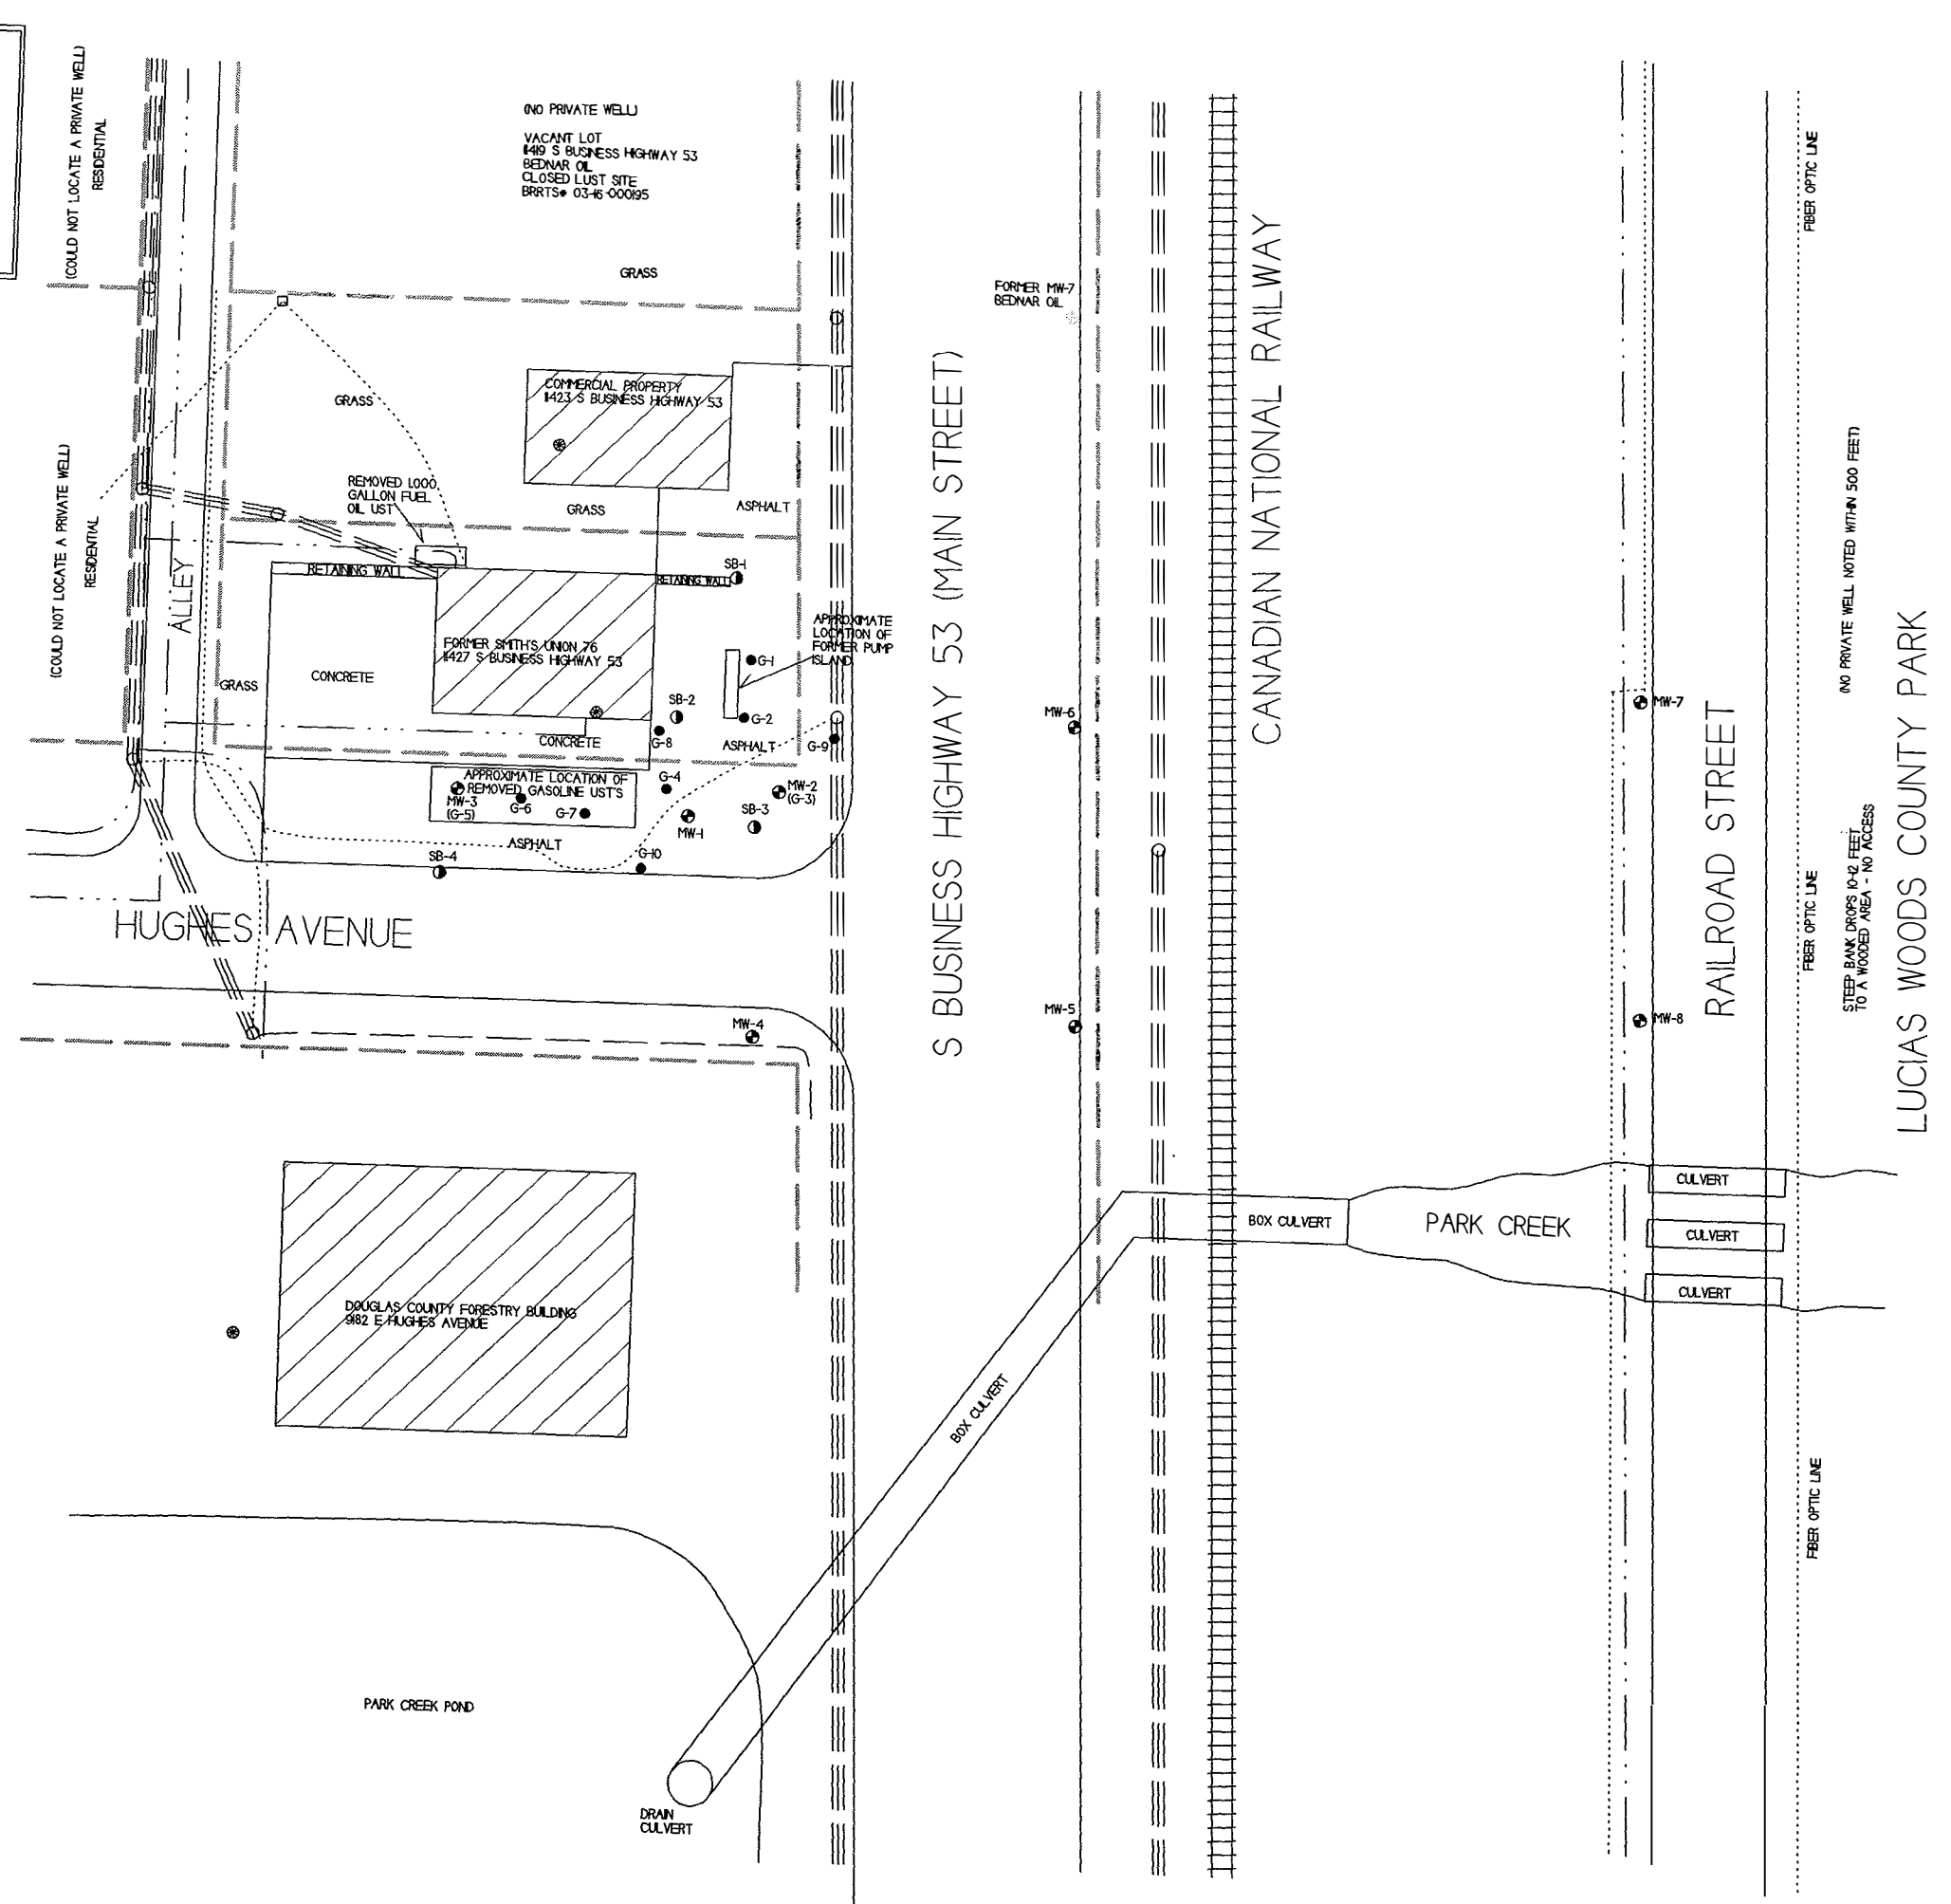 (COULD NOT LOCATE A PRIVATE WELL)
RESIDENTIAL
(NO PRIVATE WELL)
VACANT LOT
11419 S BUSINESS HIGHWAY 53
BEDNAR OIL
CLOSED LUST SITE
BRRTS# 03-16-000195
GRASS
FORMER MW-7
BEDNAR OIL
FIBER OPTIC LINE
COMMERCIAL PROPERTY
11423 S BUSINESS HIGHWAY 53
GRASS
(COULD NOT LOCATE A PRIVATE WELL)
RESIDENTIAL
REMOVED 1,000
GALLON FUEL
OIL UST
GRASS
ASPHALT
ALLEY
RETAINING WALL
RETAINING WALL
SB-1
FORMER SMITH'S UNION 76
11427 S BUSINESS HIGHWAY 53
APPROXIMATE
LOCATION OF
FORMER PUMP
ISLAND
G-1
GRASS
CONCRETE
SB-2
G-2
G-8
CONCRETE
ASPHALT
G-9
APPROXIMATE LOCATION OF
REMOVED GASOLINE UST'S
MW-3
(G-5)
G-6
G-7
G-4
MW-2
(G-3)
MW-1
SB-3
ASPHALT
SB-4
G-10
HUGHES AVENUE
MW-4
S BUSINESS HIGHWAY 53 (MAIN STREET)
MW-6
MW-5
CANADIAN NATIONAL RAILWAY
MW-7
MW-8
RAILROAD STREET
(NO PRIVATE WELL NOTED WITHIN 500 FEET)
FIBER OPTIC LINE
STEEP BANK DROPS 10-12 FEET
TO A WOODED AREA - NO ACCESS
LUCIAS WOODS COUNTY PARK
DOUGLAS COUNTY FORESTRY BUILDING
9182 E HUGHES AVENUE
BOX CULVERT
BOX CULVERT
PARK CREEK
CULVERT
CULVERT
CULVERT
FIBER OPTIC LINE
PARK CREEK POND
DRAIN
CULVERT